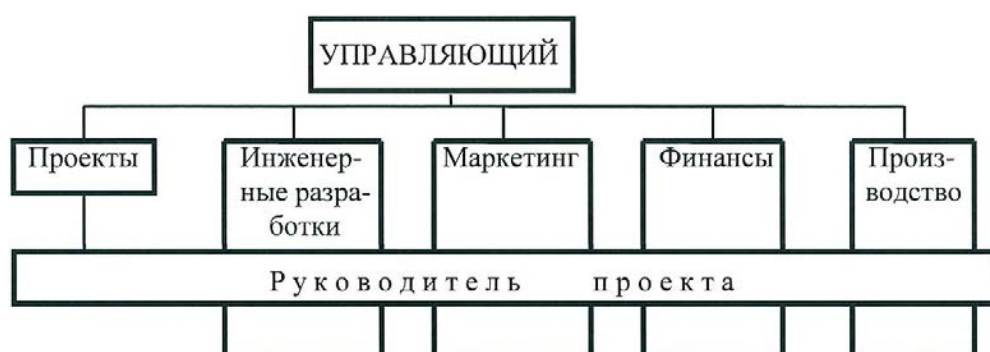 УПРАВЛЯЮЩИЙ
Проекты
Инженер-
ные разра-
ботки
Маркетинг
Финансы
Произ-
водство
Руководитель проекта